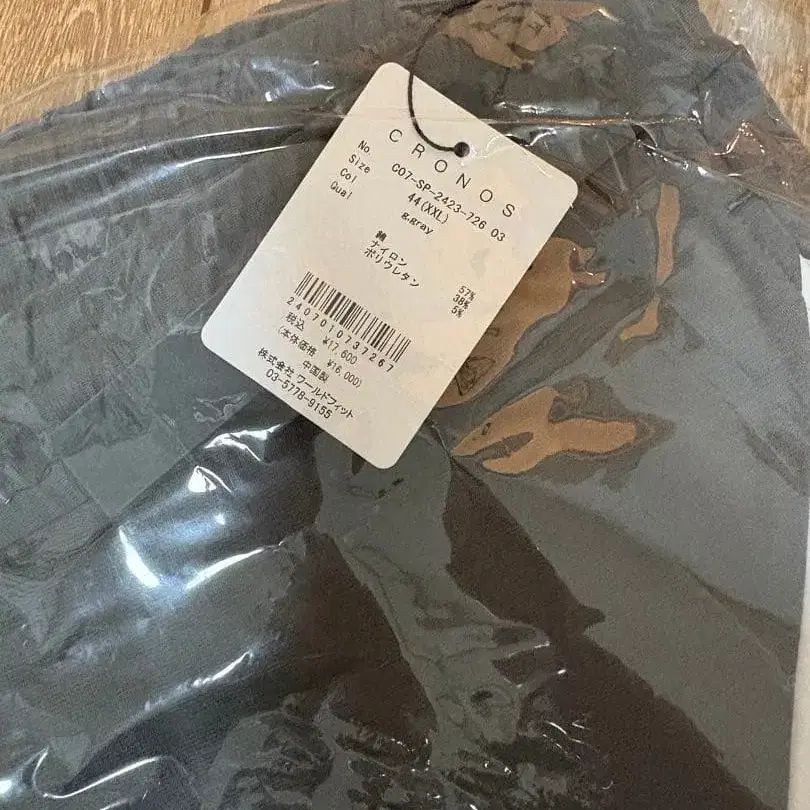 CRONOS
No C07-SP-2423-726 03
Size 44(XXL)
Col g.gray
Qual
綿 57%
ナイロン 38%
ポリウレタン 5%
2407010737267
税込 ¥17,600
(本体価格 ¥16,000)
中国製
株式会社 ワールドフィット
03-5778-9155